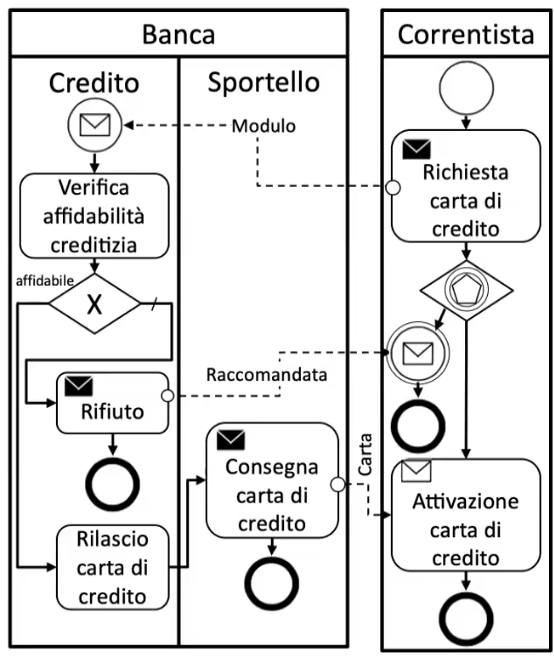 Banca
Correntista
Credito
Sportello
Modulo
Verifica
affidabilità
creditizia
Richiesta
carta di
credito
affidabile
X
Raccomandata
Rifiuto
Consegna
carta di
credito
Carta
Attivazione
carta di
credito
Rilascio
carta di
credito